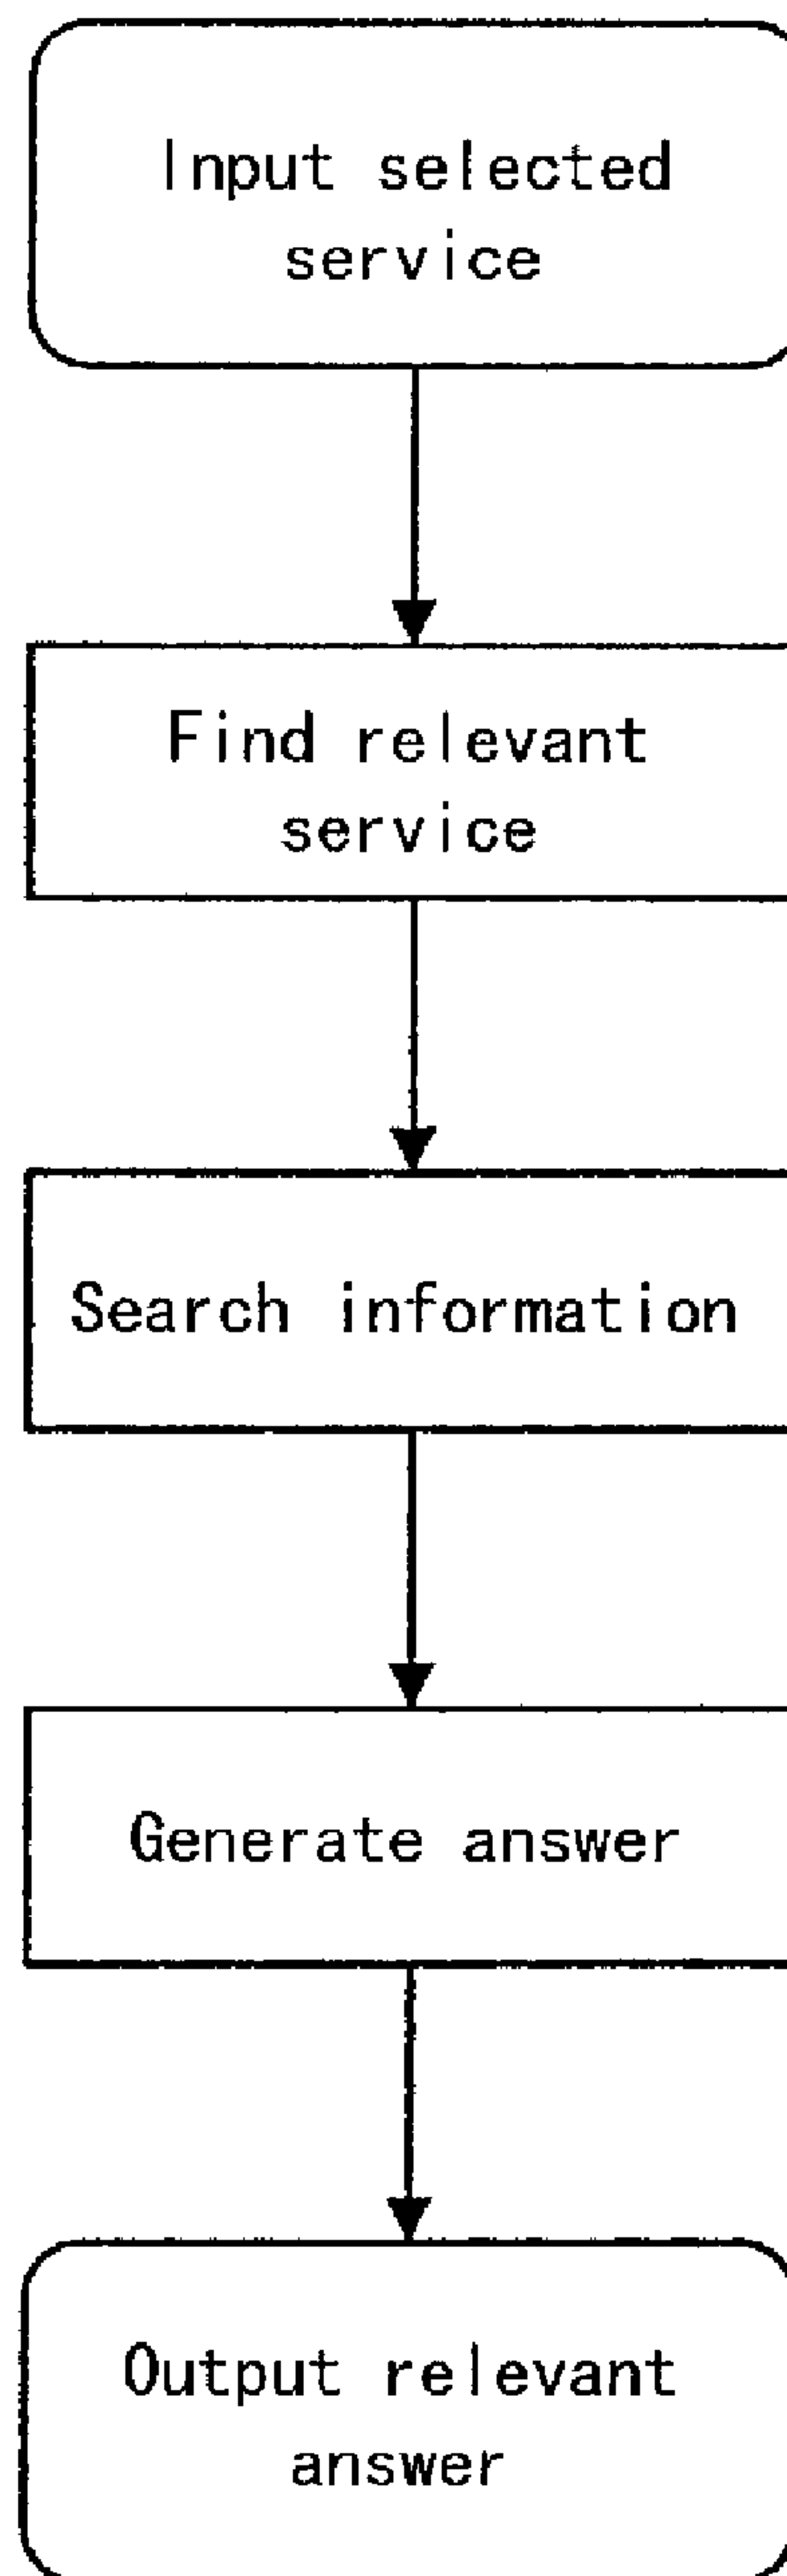 Input selected
service
Find relevant
service
Search information
Generate answer
Output relevant
answer